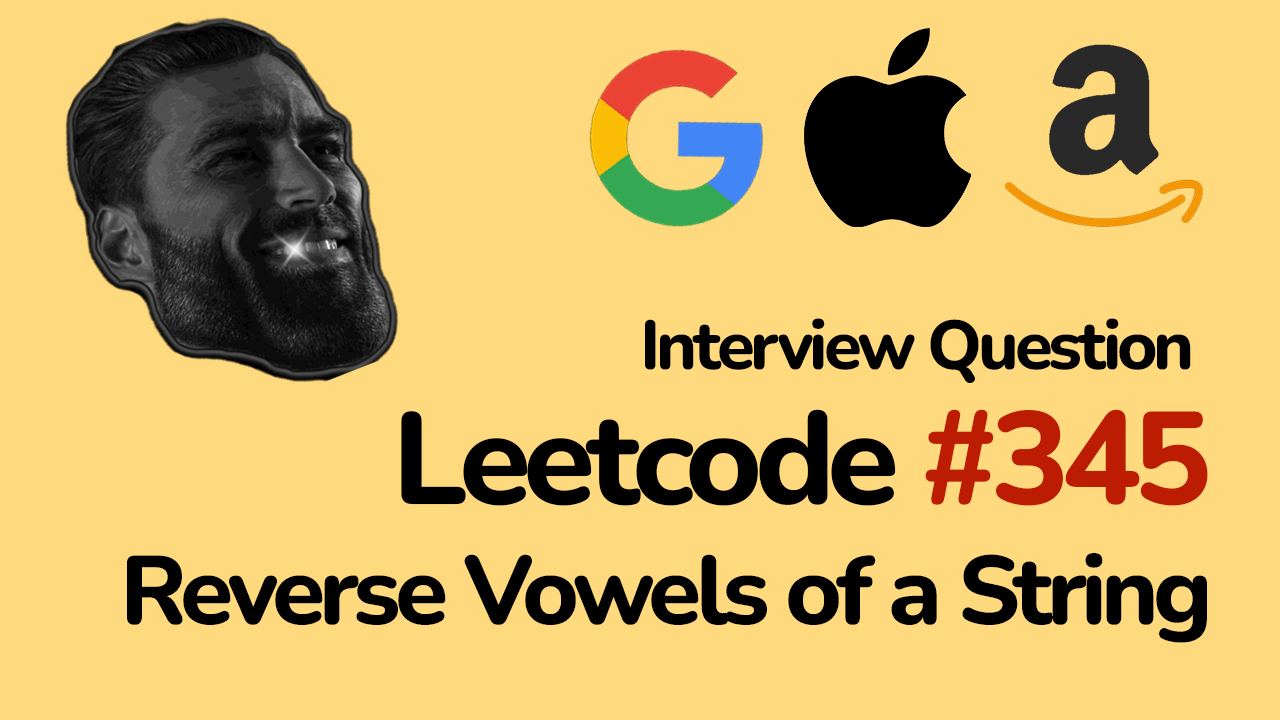 Interview Question
Leetcode #345
Reverse Vowels of a String